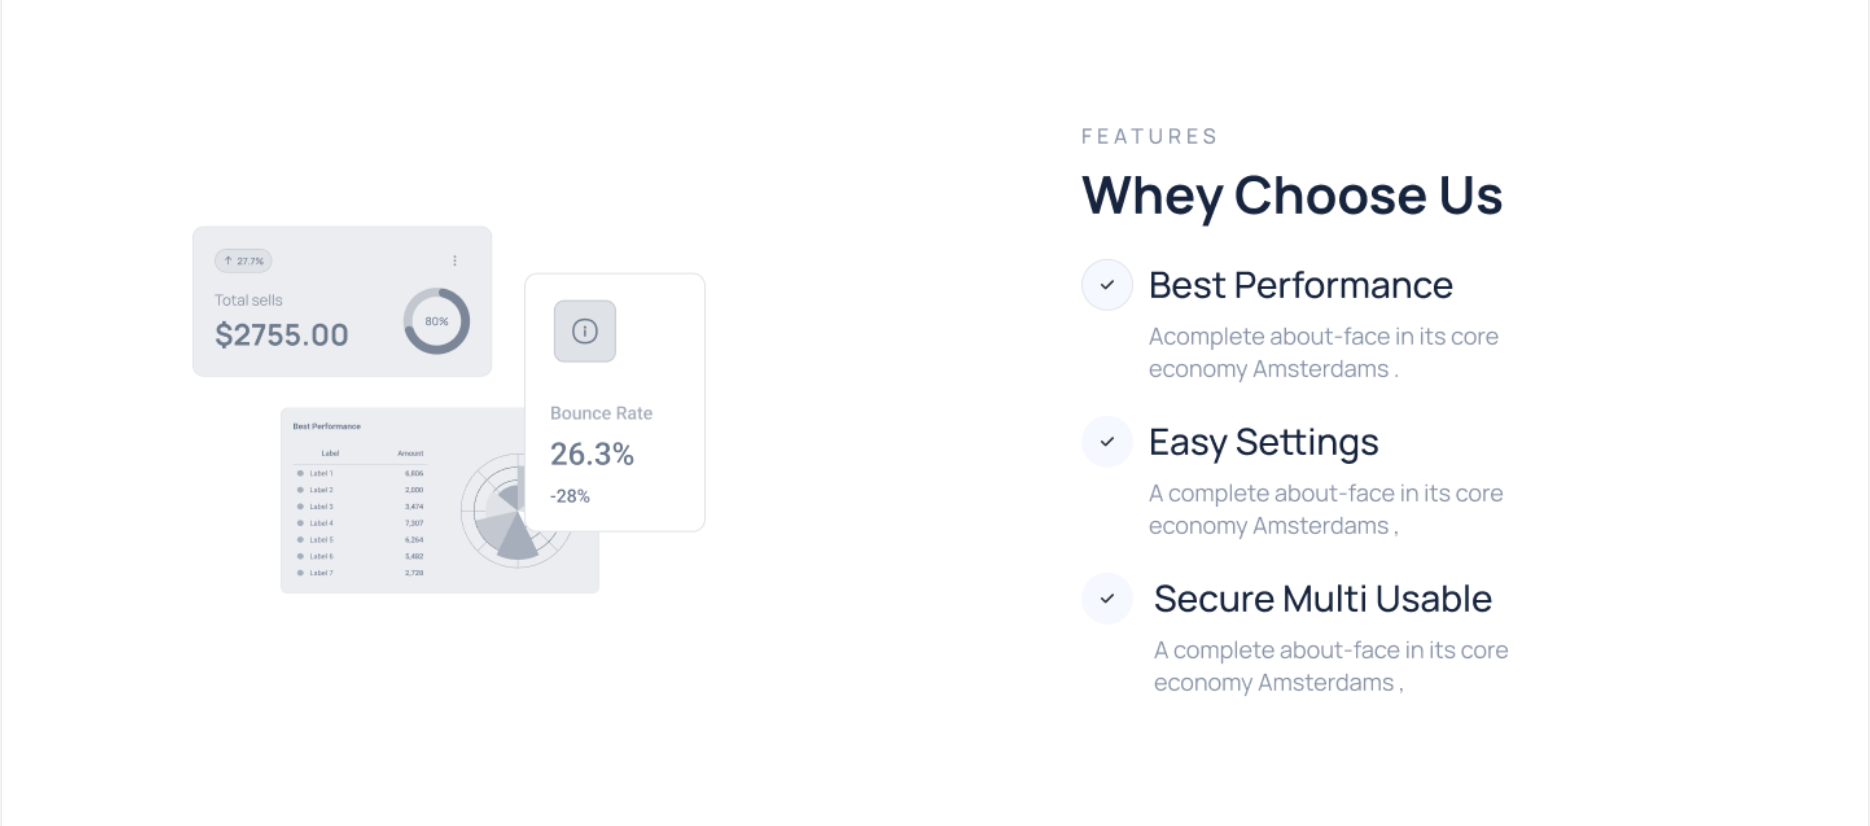 FEATURES
Whey Choose Us
Best Performance
Acomplete about-face in its core
economy Amsterdams .
Easy Settings
A complete about-face in its core
economy Amsterdams ,
Secure Multi Usable
A complete about-face in its core
economy Amsterdams ,
↑ 27.7%
Total sells
$2755.00
80%
Bounce Rate
26.3%
-28%
Best Performance
Label Amount
Label 1 6,806
Label 2 2,000
Label 3 3,474
Label 4 7,307
Label 5 6,264
Label 6 5,482
Label 7 2,728